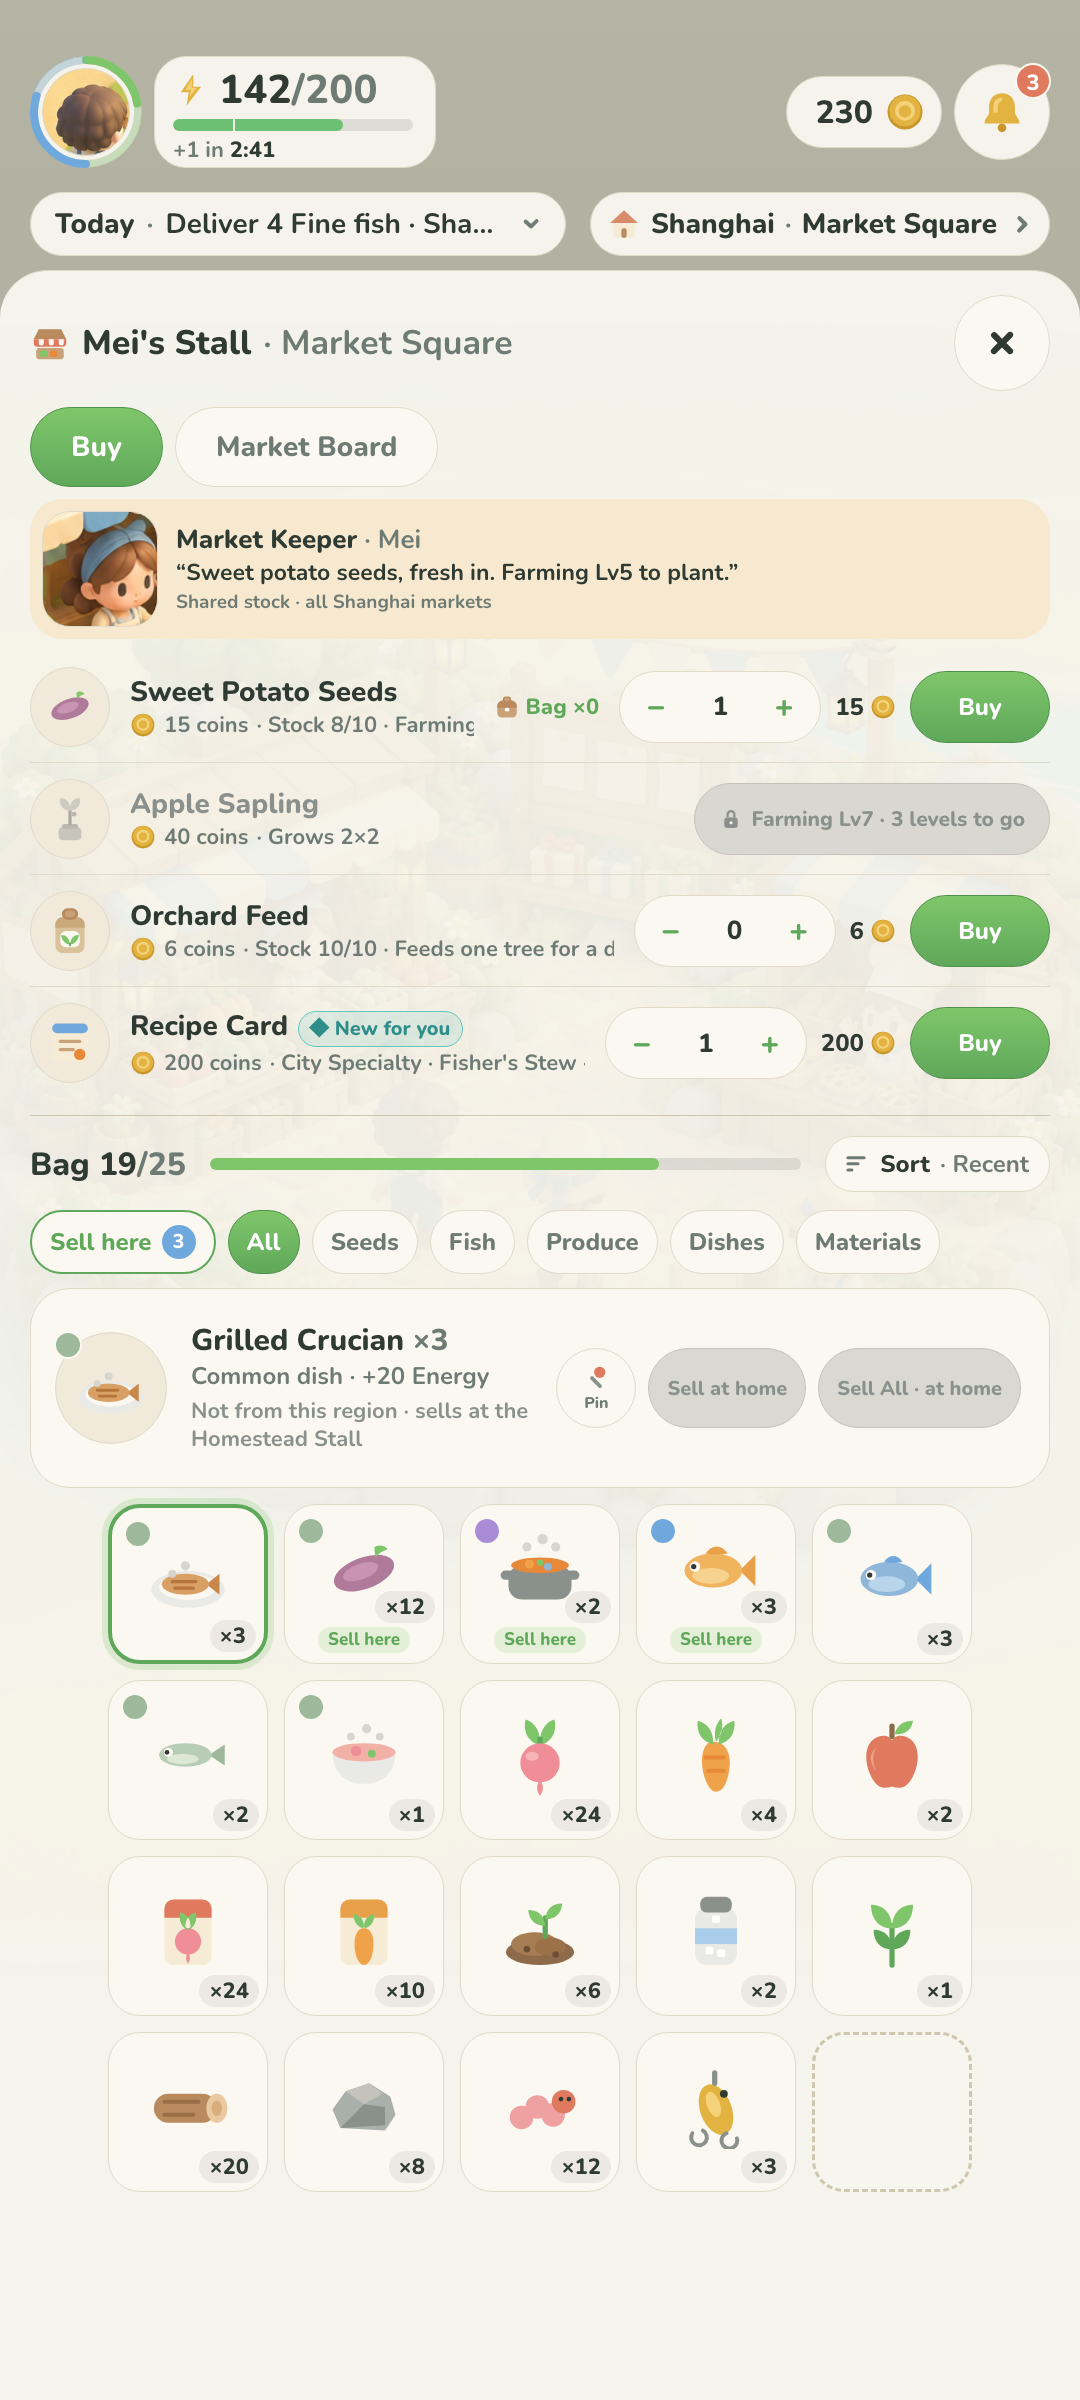 142/200
+1 in 2:41
230
3
Today · Deliver 4 Fine fish · Sha...
Shanghai · Market Square
Mei's Stall · Market Square
Buy
Market Board
Market Keeper · Mei
“Sweet potato seeds, fresh in. Farming Lv5 to plant.”
Shared stock · all Shanghai markets
Sweet Potato Seeds
15 coins · Stock 8/10 · Farming
Bag ×0
− 1 +
15
Buy
Apple Sapling
40 coins · Grows 2×2
Farming Lv7 · 3 levels to go
Orchard Feed
6 coins · Stock 10/10 · Feeds one tree for a d
− 0 +
6
Buy
Recipe Card
New for you
200 coins · City Specialty · Fisher's Stew ·
− 1 +
200
Buy
Bag 19/25
Sort · Recent
Sell here 3
All
Seeds
Fish
Produce
Dishes
Materials
Grilled Crucian ×3
Common dish · +20 Energy
Not from this region · sells at the
Homestead Stall
Pin
Sell at home
Sell All · at home
×3
×12
Sell here
×2
Sell here
×3
Sell here
×3
×2
×1
×24
×4
×2
×24
×10
×6
×2
×1
×20
×8
×12
×3